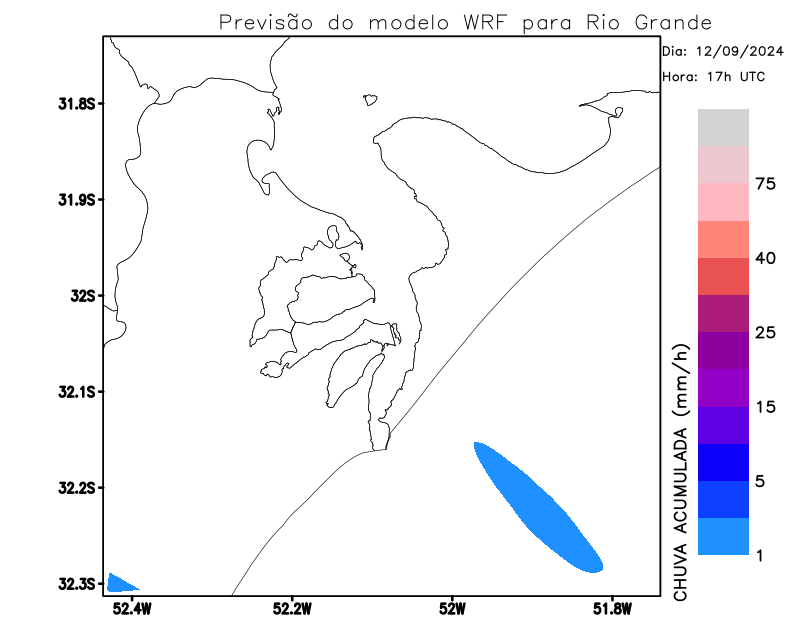 Previsão do modelo WRF para Rio Grande
Dia: 12/09/2024
Hora: 17h UTC
31.8S
31.9S
32S
32.1S
32.2S
32.3S
52.4W
52.2W
52W
51.8W
75
40
25
15
5
1
CHUVA ACUMULADA (mm/h)